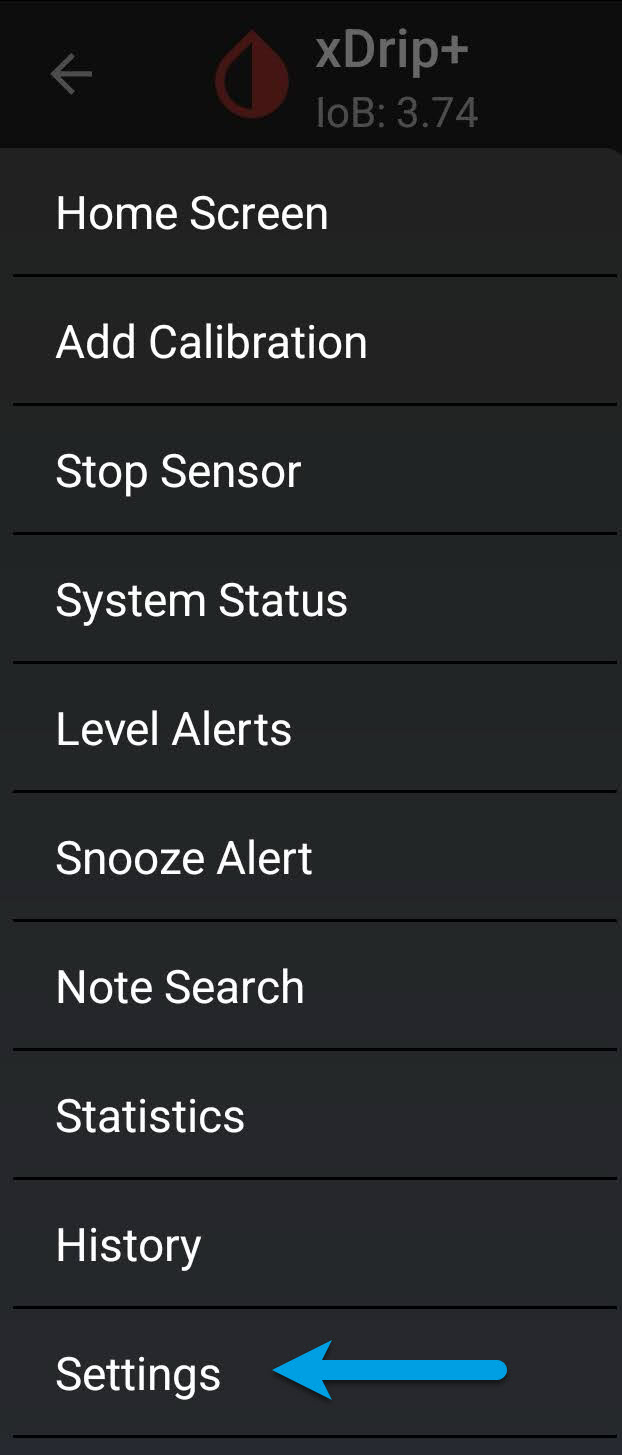 xDrip+
IoB: 3.74
Home Screen
Add Calibration
Stop Sensor
System Status
Level Alerts
Snooze Alert
Note Search
Statistics
History
Settings